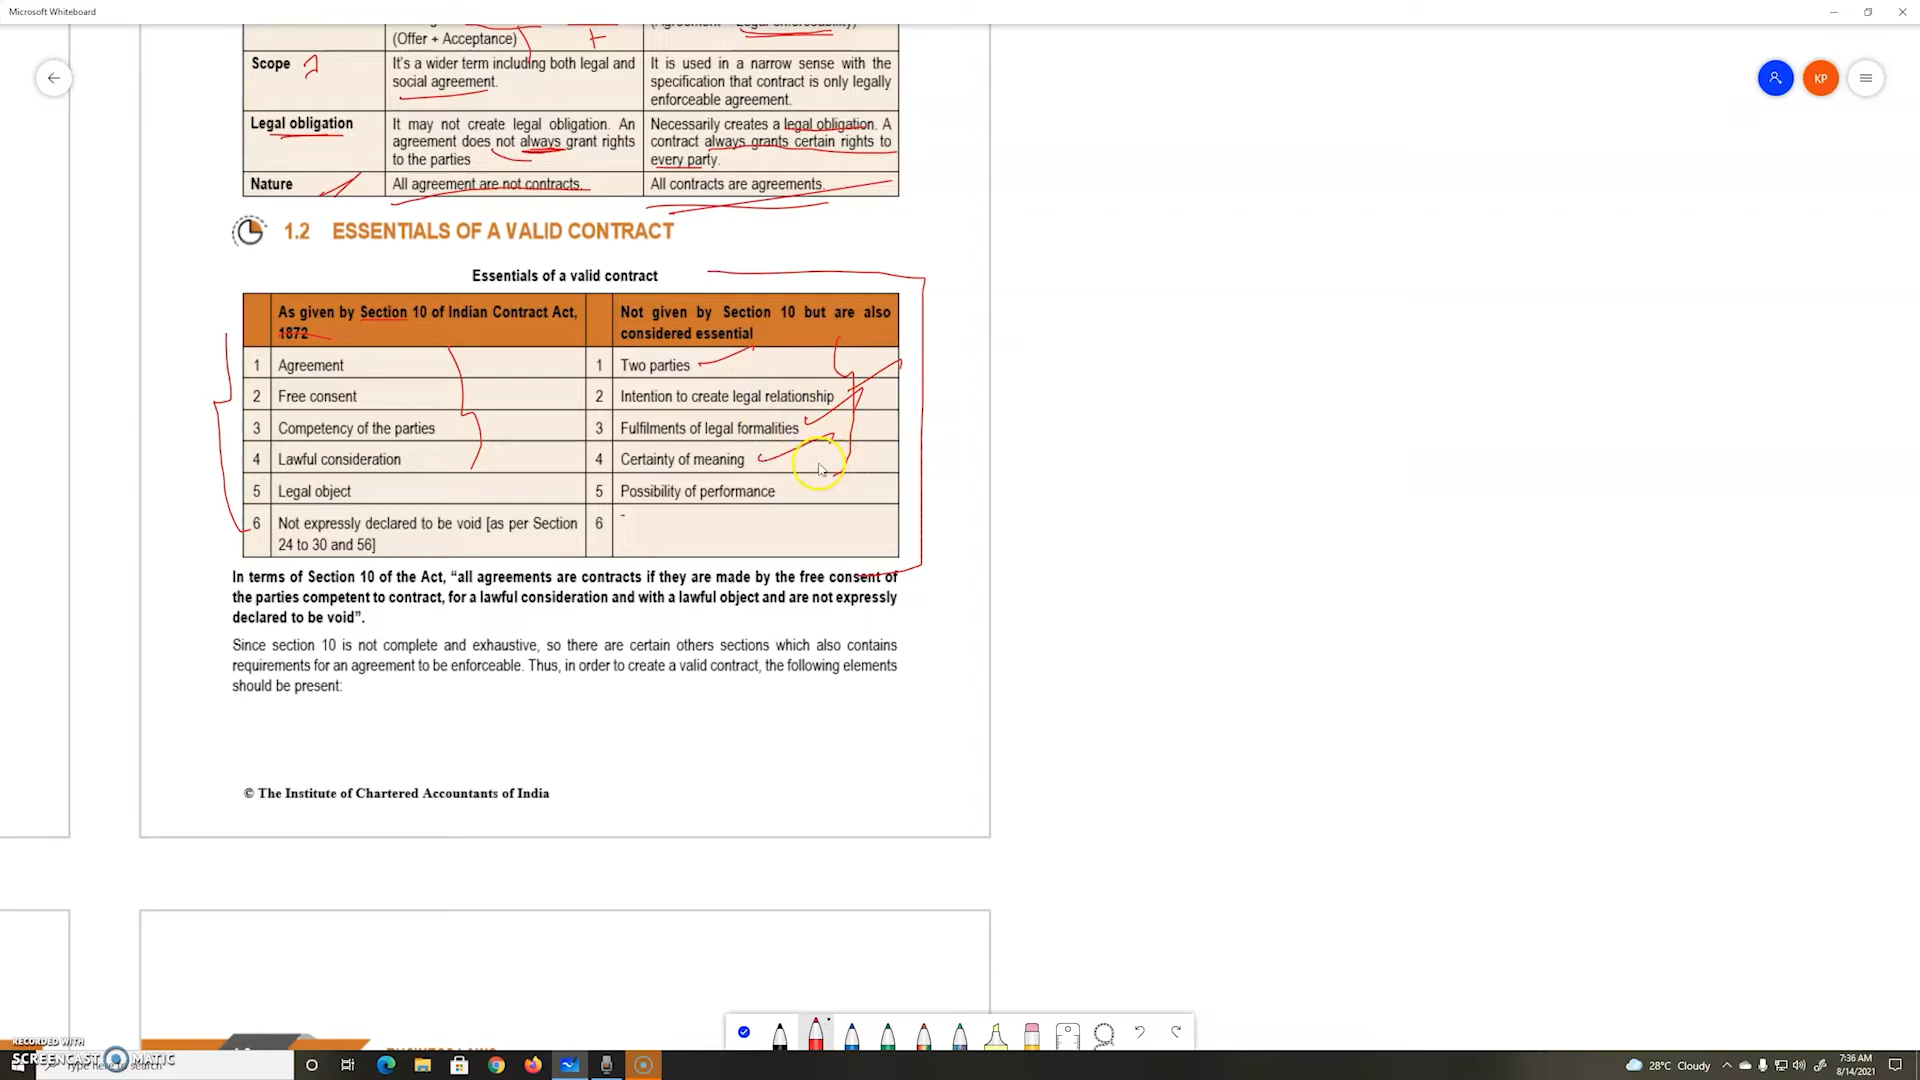 Microsoft Whiteboard
(Offer + Acceptance)
Scope
It's a wider term including both legal and
social agreement.
It is used in a narrow sense with the
specification that contract is only legally
enforceable agreement.
Legal obligation
It may not create legal obligation. An
agreement does not always grant rights
to the parties
Necessarily creates a legal obligation. A
contract always grants certain rights to
every party.
Nature
All agreement are not contracts.
All contracts are agreements.
KP
1.2 ESSENTIALS OF A VALID CONTRACT
Essentials of a valid contract
As given by Section 10 of Indian Contract Act,
1872
Not given by Section 10 but are also
considered essential
1 Agreement
1 Two parties
2 Free consent
2 Intention to create legal relationship
3 Competency of the parties
3 Fulfilments of legal formalities
4 Lawful consideration
4 Certainty of meaning
5 Legal object
5 Possibility of performance
6 Not expressly declared to be void [as per Section
24 to 30 and 56]
6 -
In terms of Section 10 of the Act, “all agreements are contracts if they are made by the free consent of
the parties competent to contract, for a lawful consideration and with a lawful object and are not expressly
declared to be void”.
Since section 10 is not complete and exhaustive, so there are certain others sections which also contains
requirements for an agreement to be enforceable. Thus, in order to create a valid contract, the following elements
should be present:
© The Institute of Chartered Accountants of India
RECORDED WITH
SCREENCAST MATIC
Type here to search
28°C Cloudy
7:36 AM
8/14/2021